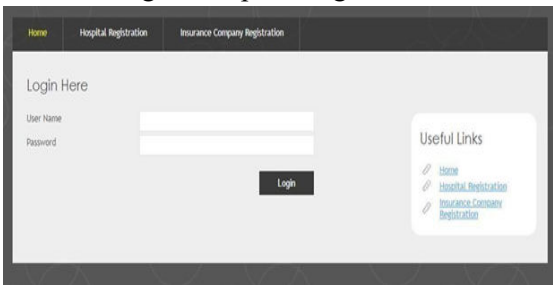 Home Hospital Registration Insurance Company Registration
Login Here
User Name
Password
Login
Useful Links
Home
Hospital Registration
Insurance Company
Registration